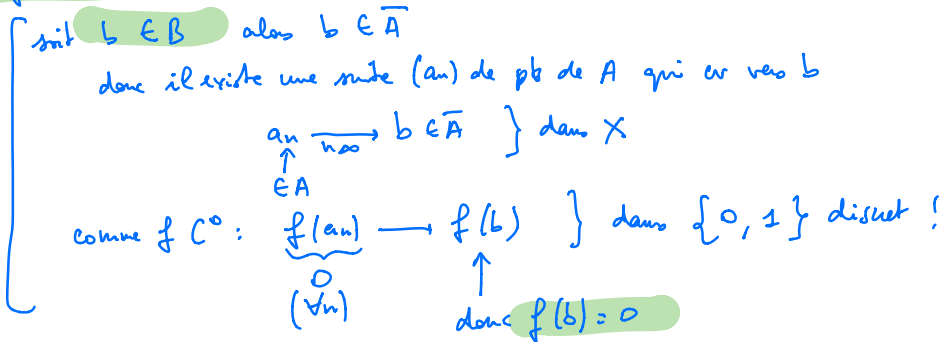 soit b ∈ B alors b ∈ A̅
donc il existe une suite (an) de pts de A qui cv vers b
an ⟶ b ∈ A̅ } dans X
n∞
↑
∈ A
comme f C⁰ : f(an) ⟶ f(b) } dans {0, 1} discret !
0 ↑
(∀n) donc f(b) = 0